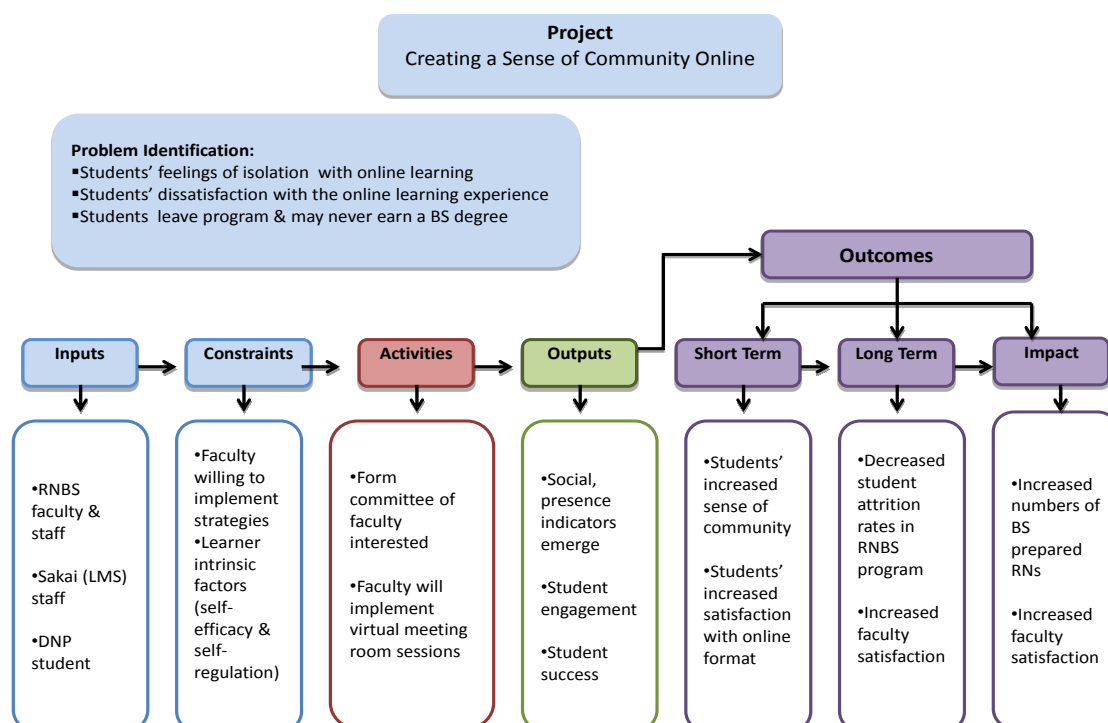 Project
Creating a Sense of Community Online
Problem Identification:
▪Students' feelings of isolation with online learning
▪Students' dissatisfaction with the online learning experience
▪Students leave program & may never earn a BS degree
Outcomes
Inputs
Constraints
Activities
Outputs
Short Term
Long Term
Impact
•RNBS
faculty &
staff
Sakai (LMS)
•Sakai (LMS)
staff
•DNP
student
•Faculty
willing to
implement
strategies
•Learner
intrinsic
factors
(self-
efficacy &
self-
regulation)
•Form
committee of
faculty
interested
•Faculty will
implement
virtual meeting
room sessions
•Social,
presence
indicators
emerge
•Student
engagement
•Student
success
•Students'
increased
sense of
community
•Students'
increased
satisfaction
with online
format
•Decreased
student
attrition
rates in
RNBS
program
•Increased
faculty
satisfaction
•Increased
numbers of
BS
prepared
RNs
•Increased
faculty
satisfaction